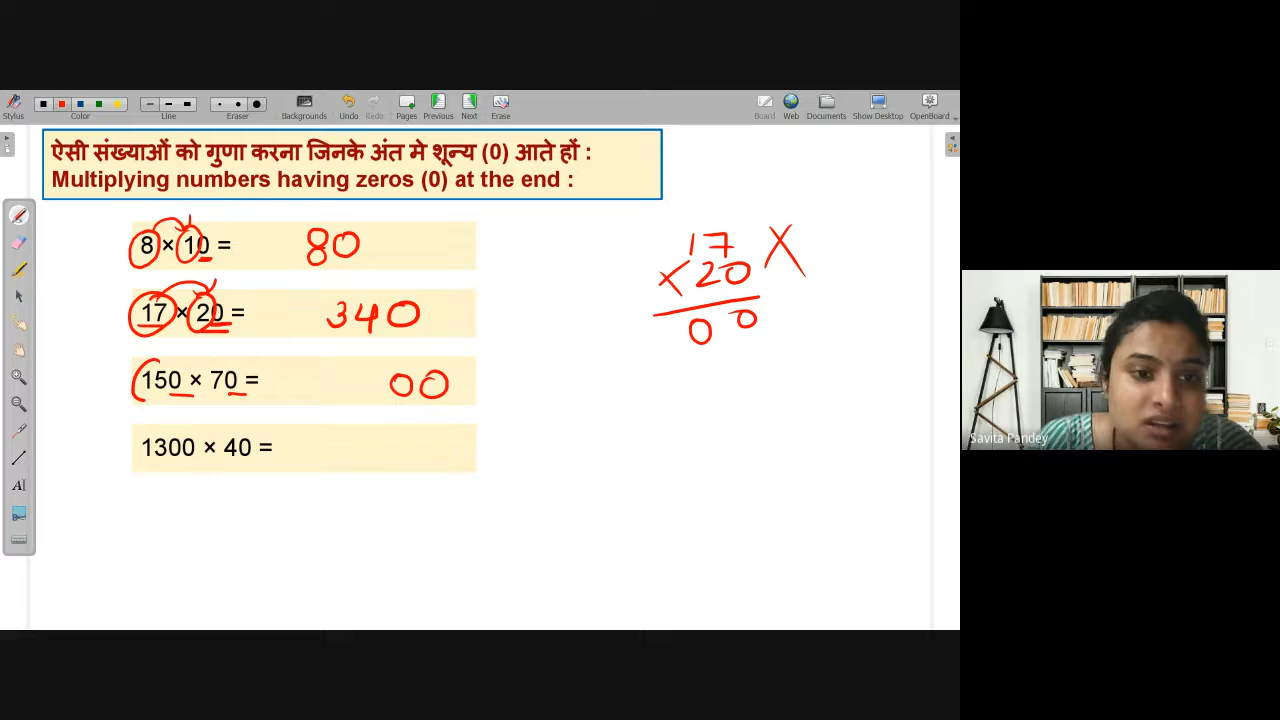 Stylus
Color
Line
Eraser
Backgrounds
Undo
Redo
Pages
Previous
Next
Erase
Board
Web
Documents
Show Desktop
OpenBoard
ऐसी संख्याओं को गुणा करना जिनके अंत मे शून्य (0) आते हों :
Multiplying numbers having zeros (0) at the end :
8 × 10 = 80
17 × 20 = 340
150 × 70 = 00
1300 × 40 =
17
× 20
00
X
Savita Pandey